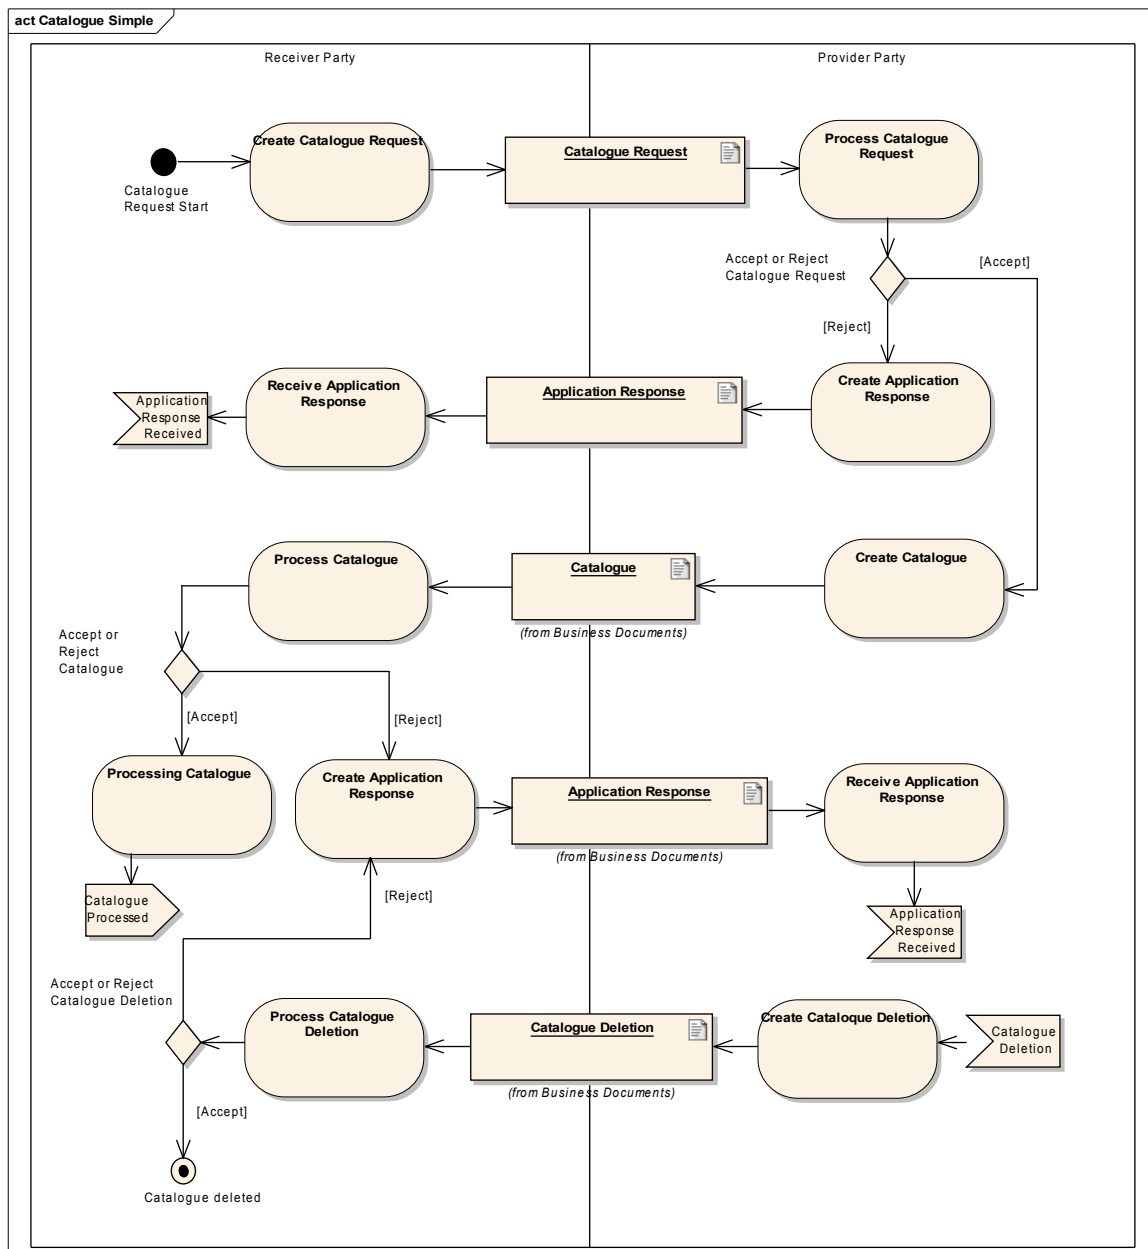 act Catalogue Simple
Receiver Party
Provider Party
Create Catalogue Request
Catalogue Request
Process Catalogue
Request
Catalogue
Request Start
Accept or Reject
Catalogue Request
[Accept]
[Reject]
Application
Response
Received
Receive Application
Response
Application Response
Create Application
Response
Process Catalogue
Catalogue
(from Business Documents)
Create Catalogue
Accept or
Reject
Catalogue
[Accept]
[Reject]
Processing Catalogue
Create Application
Response
Application Response
(from Business Documents)
Receive Application
Response
Catalogue
Processed
[Reject]
Application
Response
Received
Accept or Reject
Catalogue Deletion
Process Catalogue
Deletion
Catalogue Deletion
(from Business Documents)
Create Cataloque Deletion
Catalogue
Deletion
[Accept]
Catalogue deleted